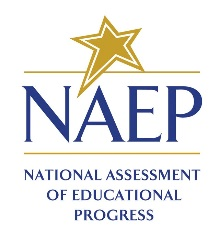 NAEP
NATIONAL ASSESSMENT
OF EDUCATIONAL
PROGRESS